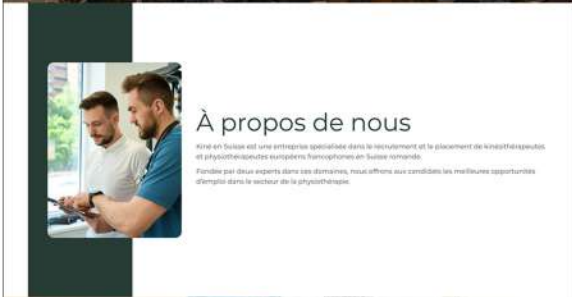 À propos de nous
Kiné en Suisse est une entreprise spécialisée dans le recrutement et le placement de kinésithérapeutes
et physiothérapeutes européens francophones en Suisse romande.
Fondée par deux experts dans ces domaines, nous offrons aux candidats les meilleures opportunités
d'emploi dans le secteur de la physiothérapie.